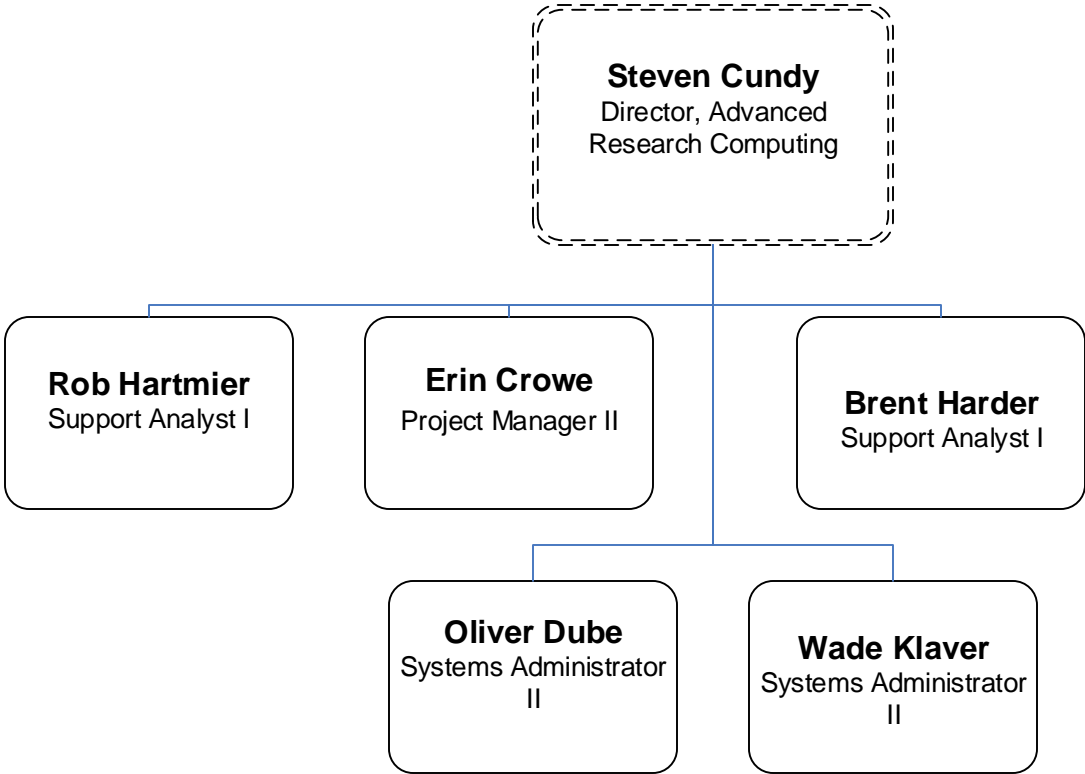 Steven Cundy
Director, Advanced
Research Computing
Rob Hartmier
Support Analyst I
Erin Crowe
Project Manager II
Brent Harder
Support Analyst I
Oliver Dube
Systems Administrator
II
Wade Klaver
Systems Administrator
II